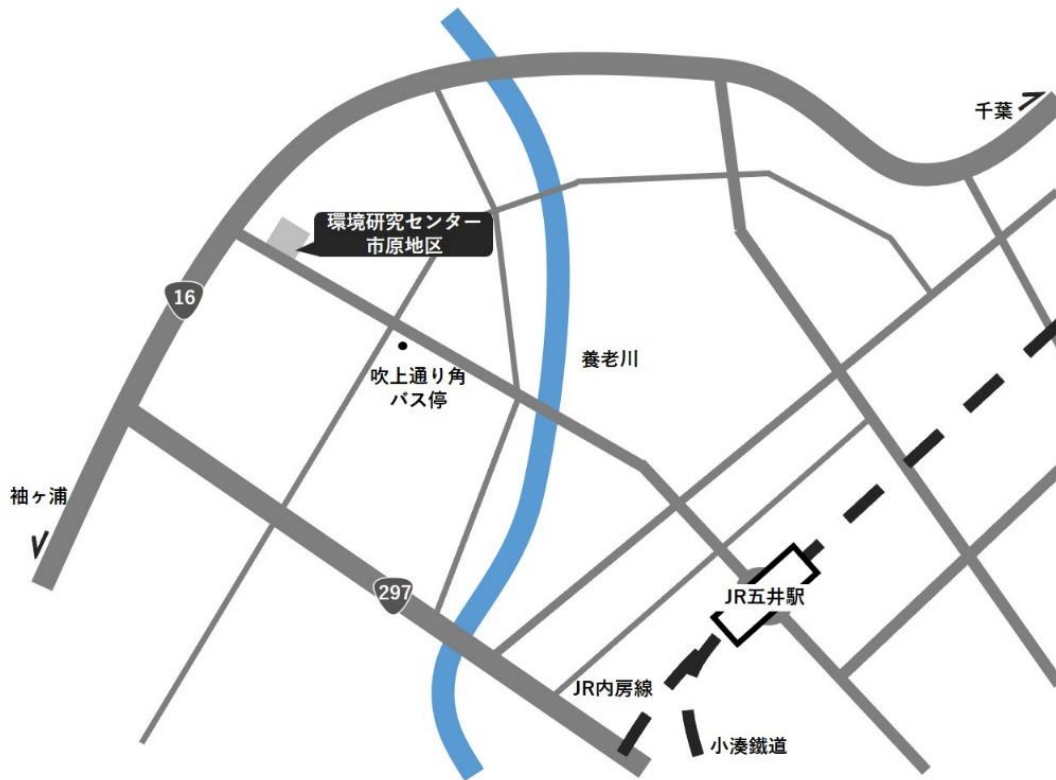 千葉
環境研究センター
市原地区
16
養老川
吹上通り角
バス停
袖ヶ浦
297
JR五井駅
JR内房線
小湊鐵道